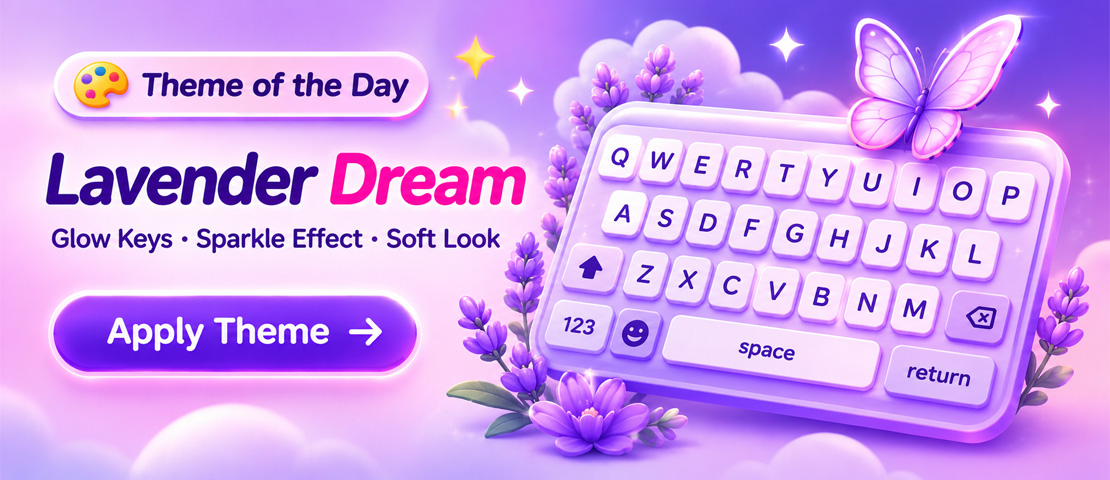 Theme of the Day
Lavender Dream
Glow Keys • Sparkle Effect • Soft Look
Apply Theme →
Q W E R T Y U I O P
A S D F G H J K L
Z X C V B N M
123 space return